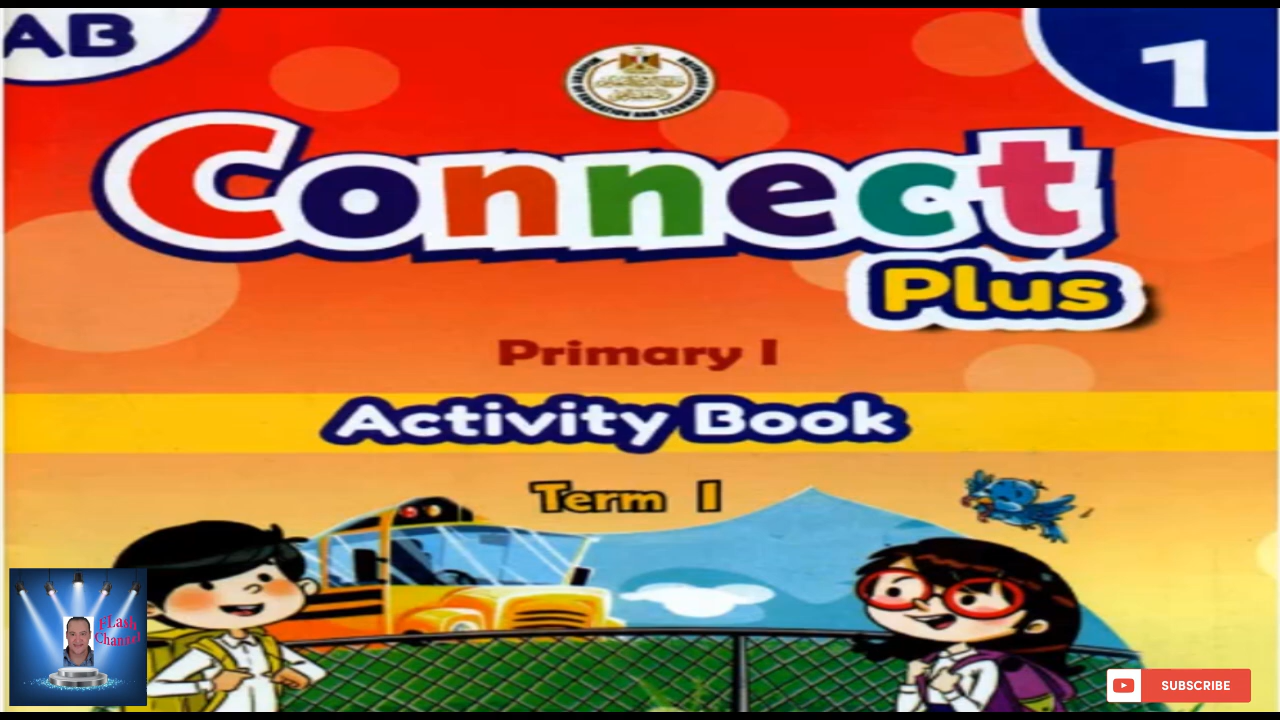 AB
1
Connect
Plus
Primary 1
Activity Book
Term 1
FLash
Channel
SUBSCRIBE